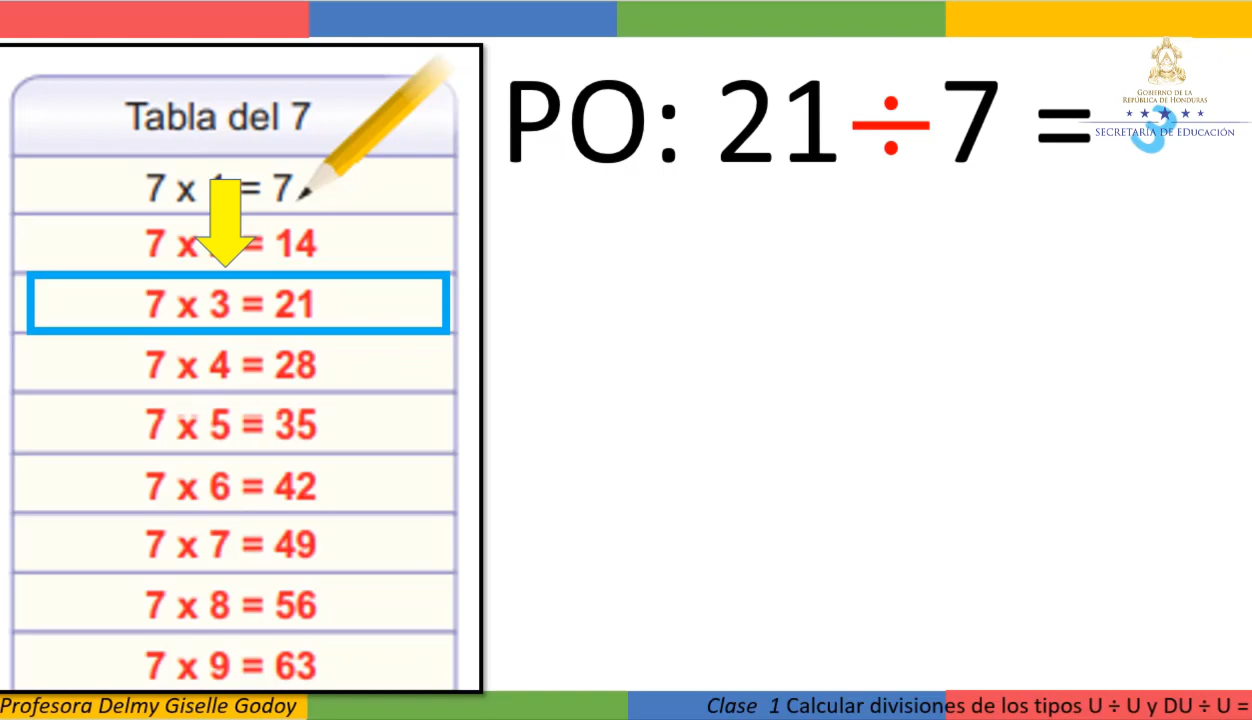 Tabla del 7
7 x 1 = 7
7 x = 14
7 x 3 = 21
7 x 4 = 28
7 x 5 = 35
7 x 6 = 42
7 x 7 = 49
7 x 8 = 56
7 x 9 = 63
PO: 21 ÷ 7 = 3
GOBIERNO DE LA
REPÚBLICA DE HONDURAS
SECRETARÍA DE EDUCACIÓN
Profesora Delmy Giselle Godoy
Clase 1 Calcular divisiones de los tipos U ÷ U y DU ÷ U =